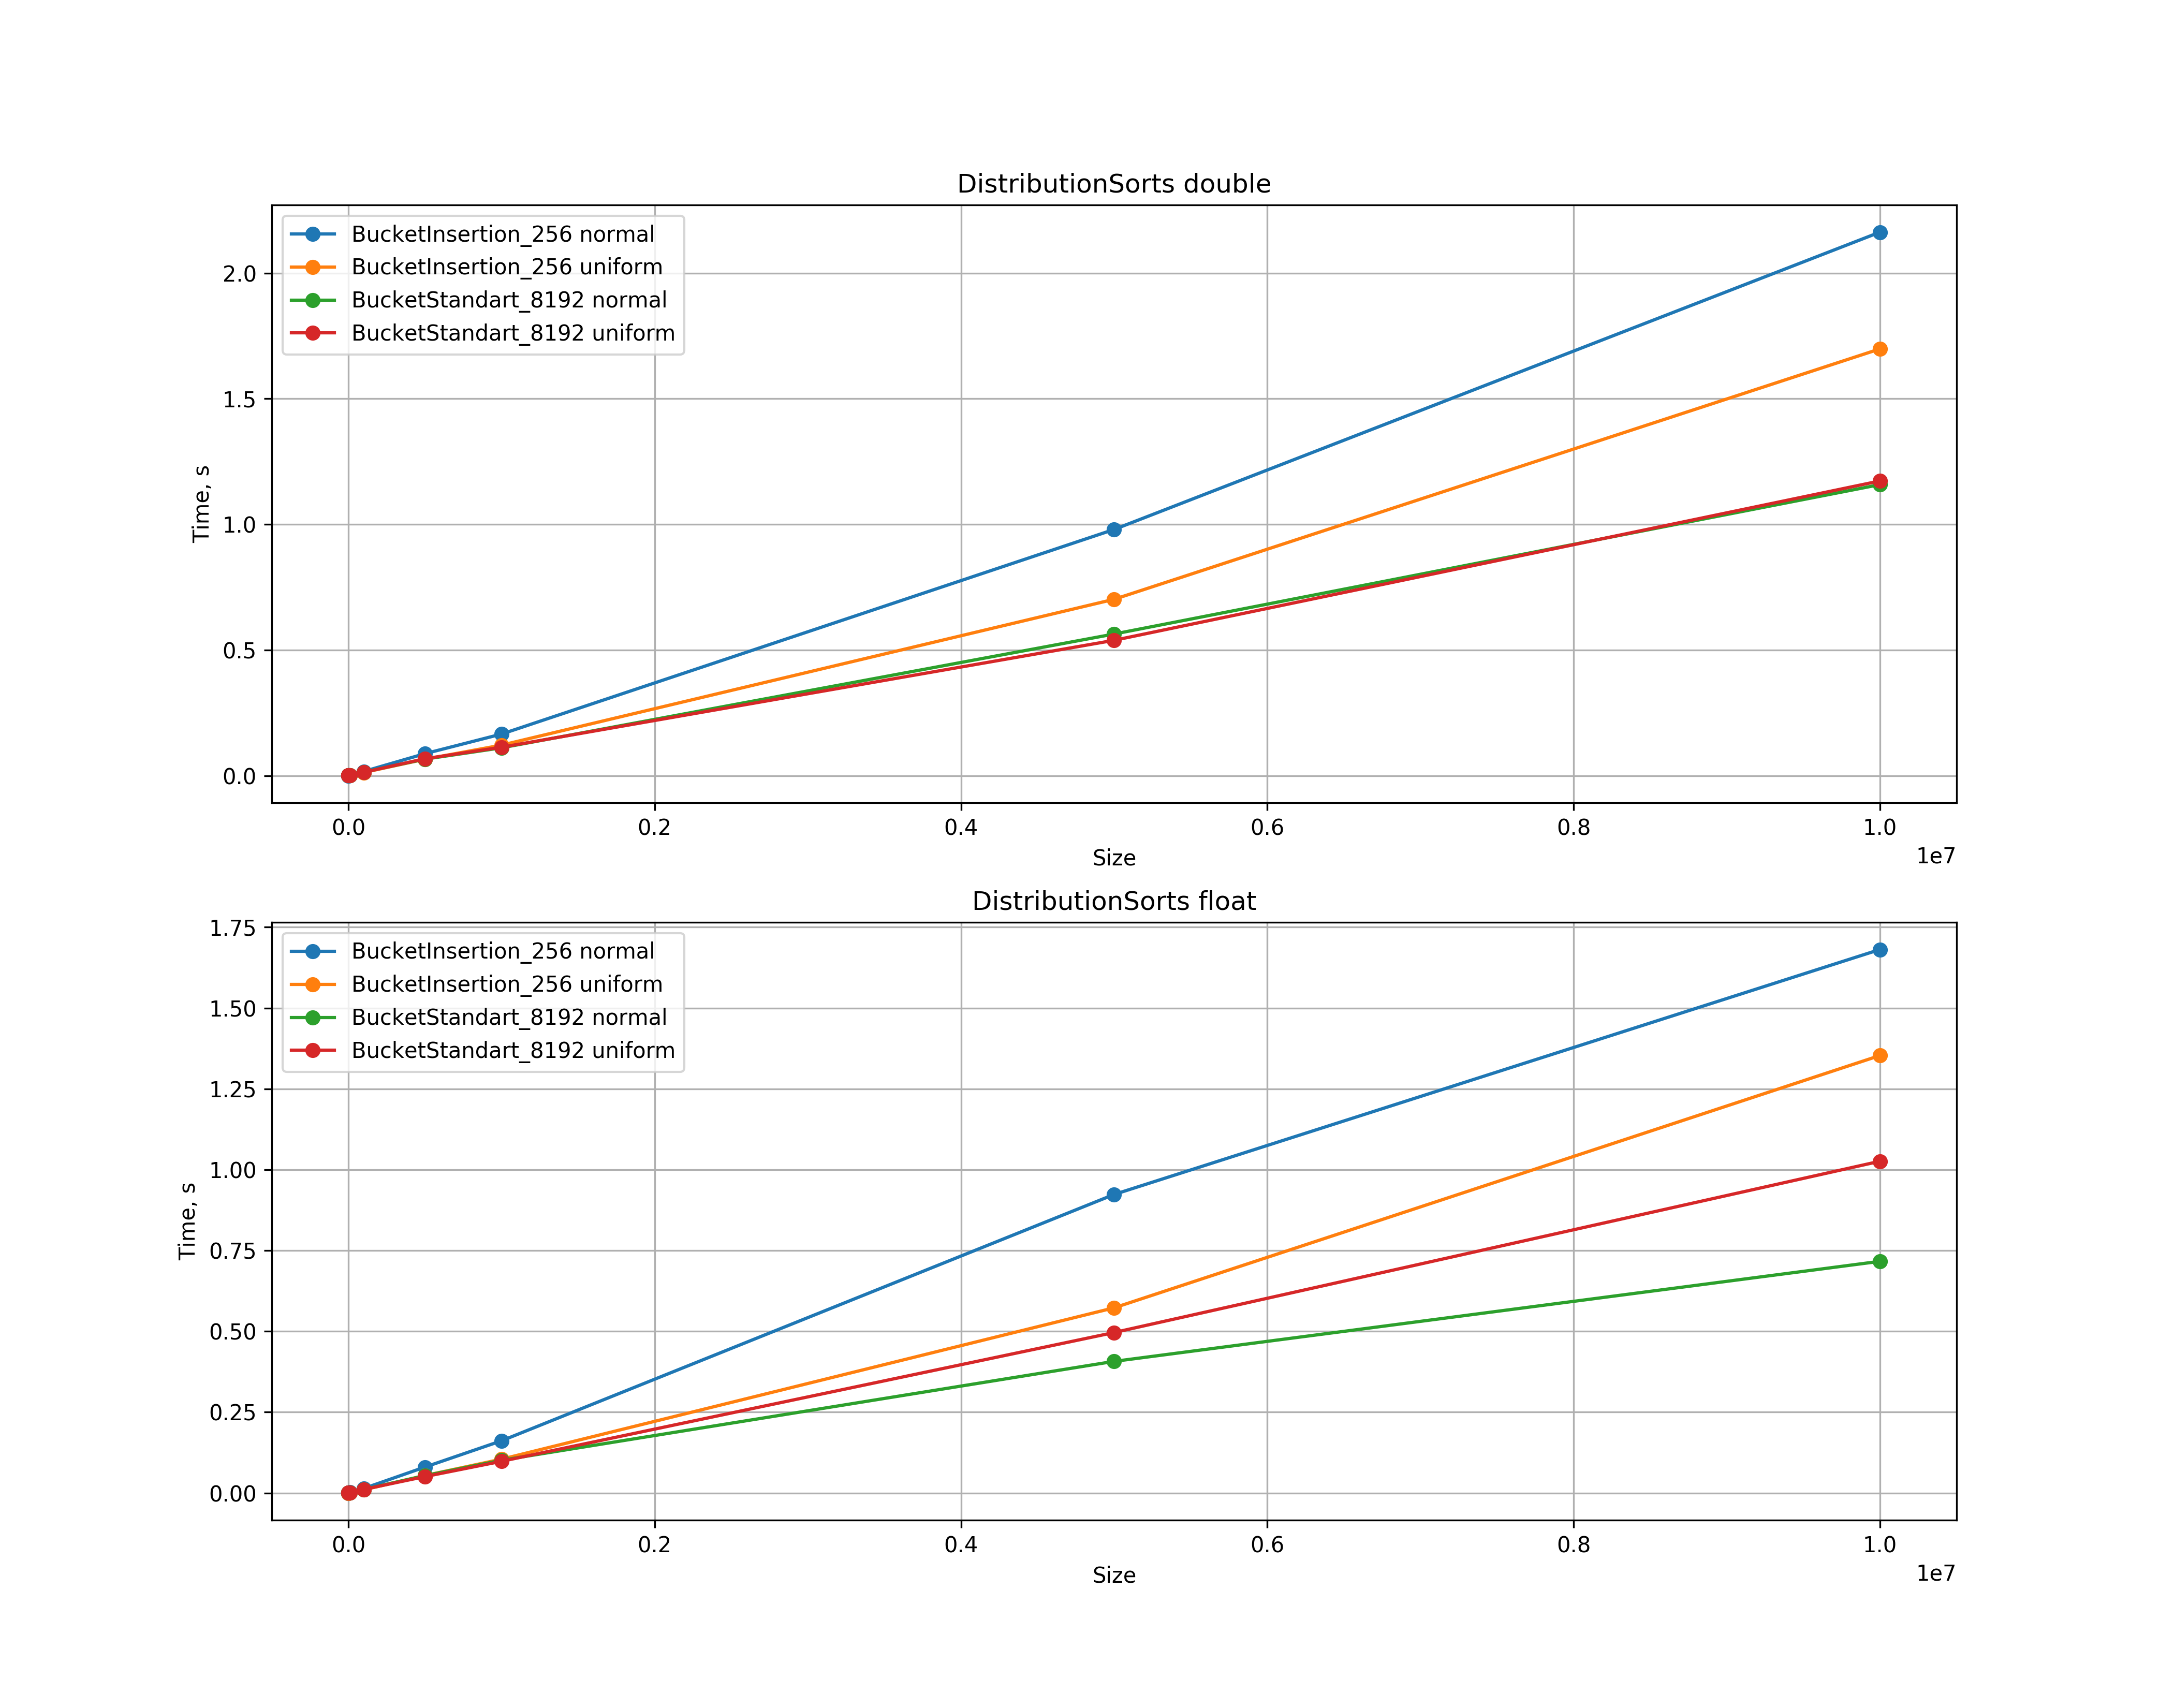 DistributionSorts double
BucketInsertion_256 normal
BucketInsertion_256 uniform
BucketStandart_8192 normal
BucketStandart_8192 uniform
2.0
1.5
1.0
0.5
0.0
Time, s
0.0 0.2 0.4 0.6 0.8 1.0
Size
1e7
DistributionSorts float
BucketInsertion_256 normal
BucketInsertion_256 uniform
BucketStandart_8192 normal
BucketStandart_8192 uniform
1.75
1.50
1.25
1.00
0.75
0.50
0.25
0.00
Time, s
0.0 0.2 0.4 0.6 0.8 1.0
Size
1e7